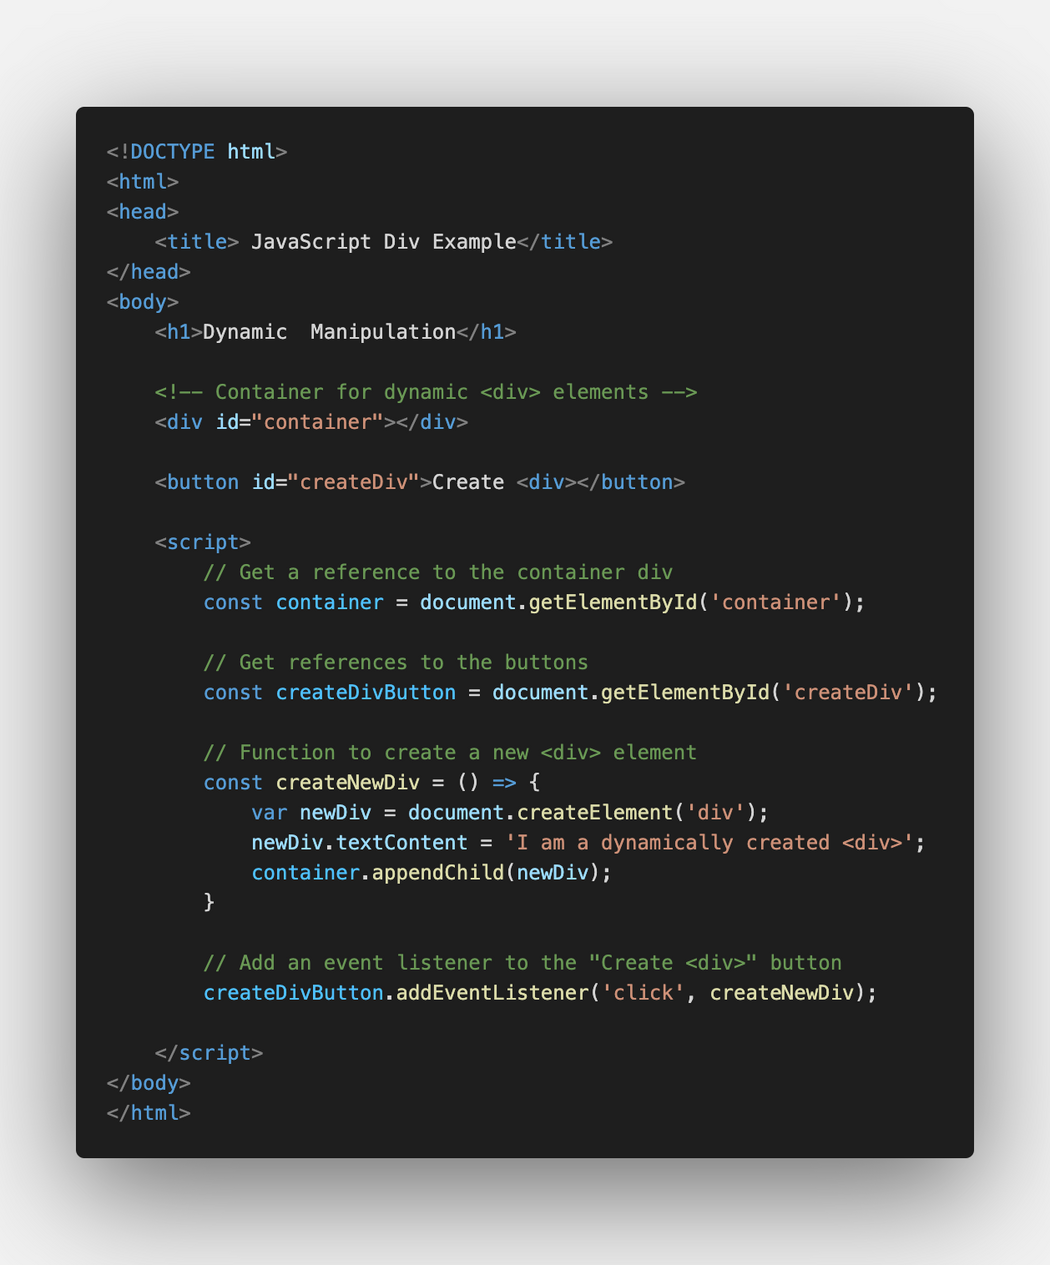 <!DOCTYPE html>
<html>
<head>
    <title> JavaScript Div Example</title>
</head>
<body>
    <h1>Dynamic  Manipulation</h1>

    <!-- Container for dynamic <div> elements -->
    <div id="container"></div>

    <button id="createDiv">Create <div></button>

    <script>
        // Get a reference to the container div
        const container = document.getElementById('container');

        // Get references to the buttons
        const createDivButton = document.getElementById('createDiv');

        // Function to create a new <div> element
        const createNewDiv = () => {
            var newDiv = document.createElement('div');
            newDiv.textContent = 'I am a dynamically created <div>';
            container.appendChild(newDiv);
        }

        // Add an event listener to the "Create <div>" button
        createDivButton.addEventListener('click', createNewDiv);

    </script>
</body>
</html>